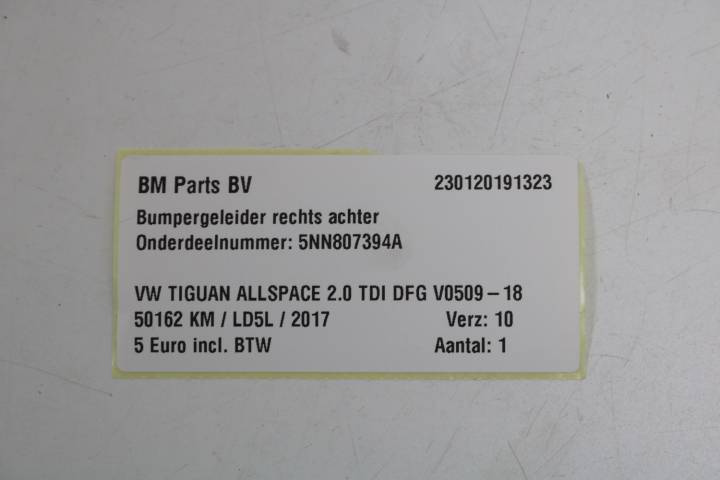 BM Parts BV 230120191323
Bumpergeleider rechts achter
Onderdeelnummer: 5NN807394A
VW TIGUAN ALLSPACE 2.0 TDI DFG V0509 – 18
50162 KM / LD5L / 2017 Verz: 10
5 Euro incl. BTW Aantal: 1